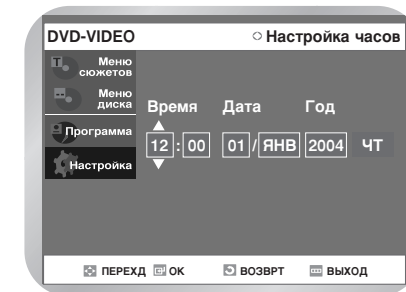 DVD-VIDEO
Настройка часов
Меню сюжетов
Меню диска
Программа
Настройка
Время Дата Год
12 : 00 01 / ЯНВ 2004 ЧТ
ПЕРЕХД ОК ВОЗВРТ ВЫХОД